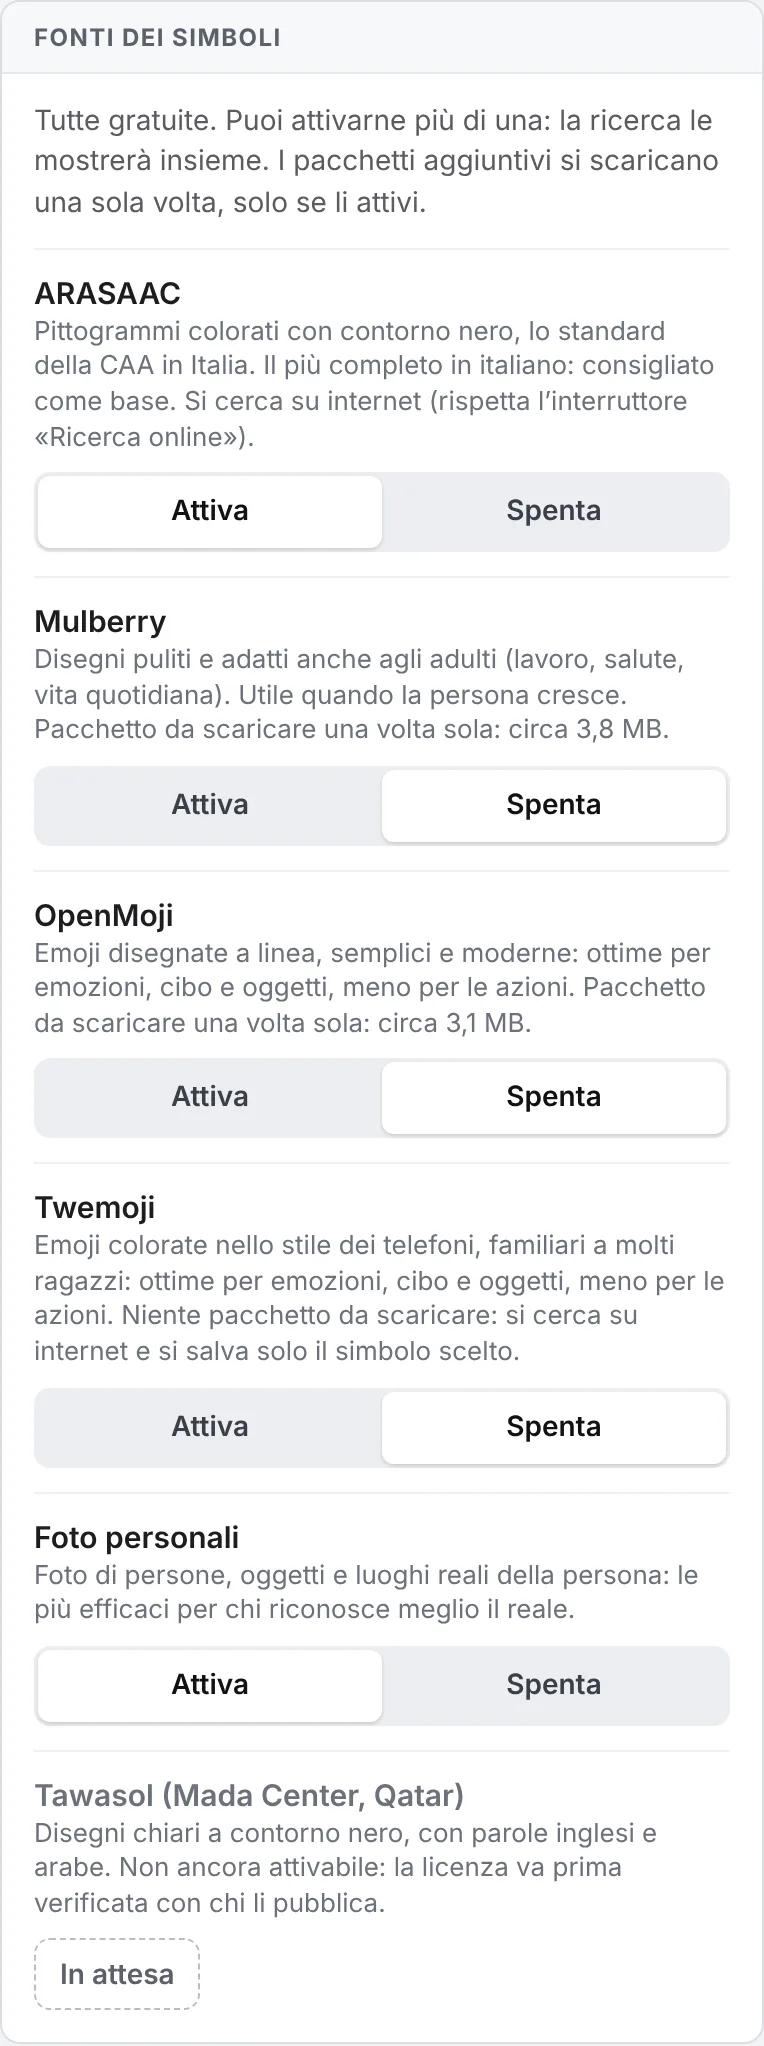 FONTI DEI SIMBOLI
Tutte gratuite. Puoi attivarne più di una: la ricerca le
mostrerà insieme. I pacchetti aggiuntivi si scaricano
una sola volta, solo se li attivi.
ARASAAC
Pittogrammi colorati con contorno nero, lo standard
della CAA in Italia. Il più completo in italiano: consigliato
come base. Si cerca su internet (rispetta l’interruttore
«Ricerca online»).
Attiva Spenta
Mulberry
Disegni puliti e adatti anche agli adulti (lavoro, salute,
vita quotidiana). Utile quando la persona cresce.
Pacchetto da scaricare una volta sola: circa 3,8 MB.
Attiva Spenta
OpenMoji
Emoji disegnate a linea, semplici e moderne: ottime per
emozioni, cibo e oggetti, meno per le azioni. Pacchetto
da scaricare una volta sola: circa 3,1 MB.
Attiva Spenta
Twemoji
Emoji colorate nello stile dei telefoni, familiari a molti
ragazzi: ottime per emozioni, cibo e oggetti, meno per le
azioni. Niente pacchetto da scaricare: si cerca su
internet e si salva solo il simbolo scelto.
Attiva Spenta
Foto personali
Foto di persone, oggetti e luoghi reali della persona: le
più efficaci per chi riconosce meglio il reale.
Attiva Spenta
Tawasol (Mada Center, Qatar)
Disegni chiari a contorno nero, con parole inglesi e
arabe. Non ancora attivabile: la licenza va prima
verificata con chi li pubblica.
In attesa